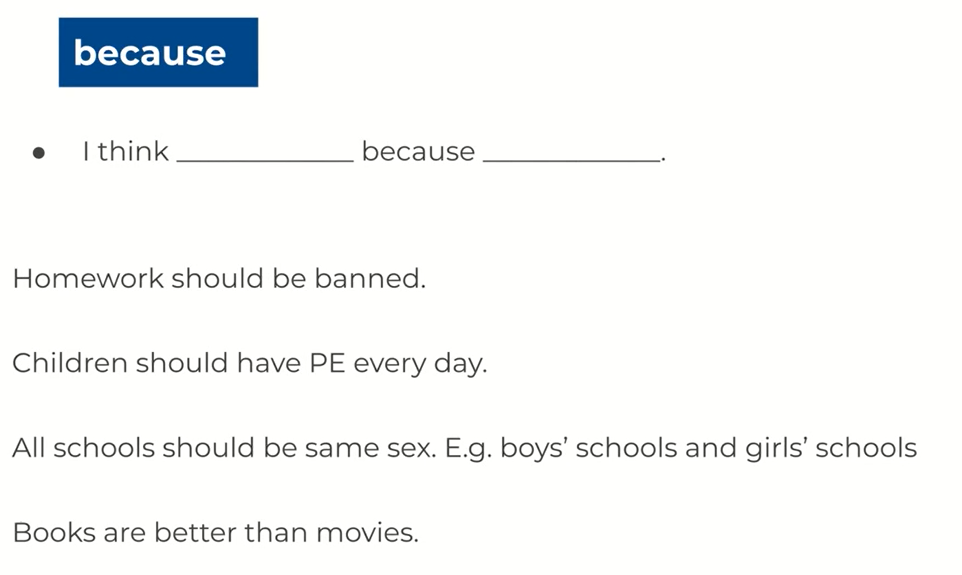 because
● I think ____________ because ____________.
Homework should be banned.
Children should have PE every day.
All schools should be same sex. E.g. boys’ schools and girls’ schools
Books are better than movies.